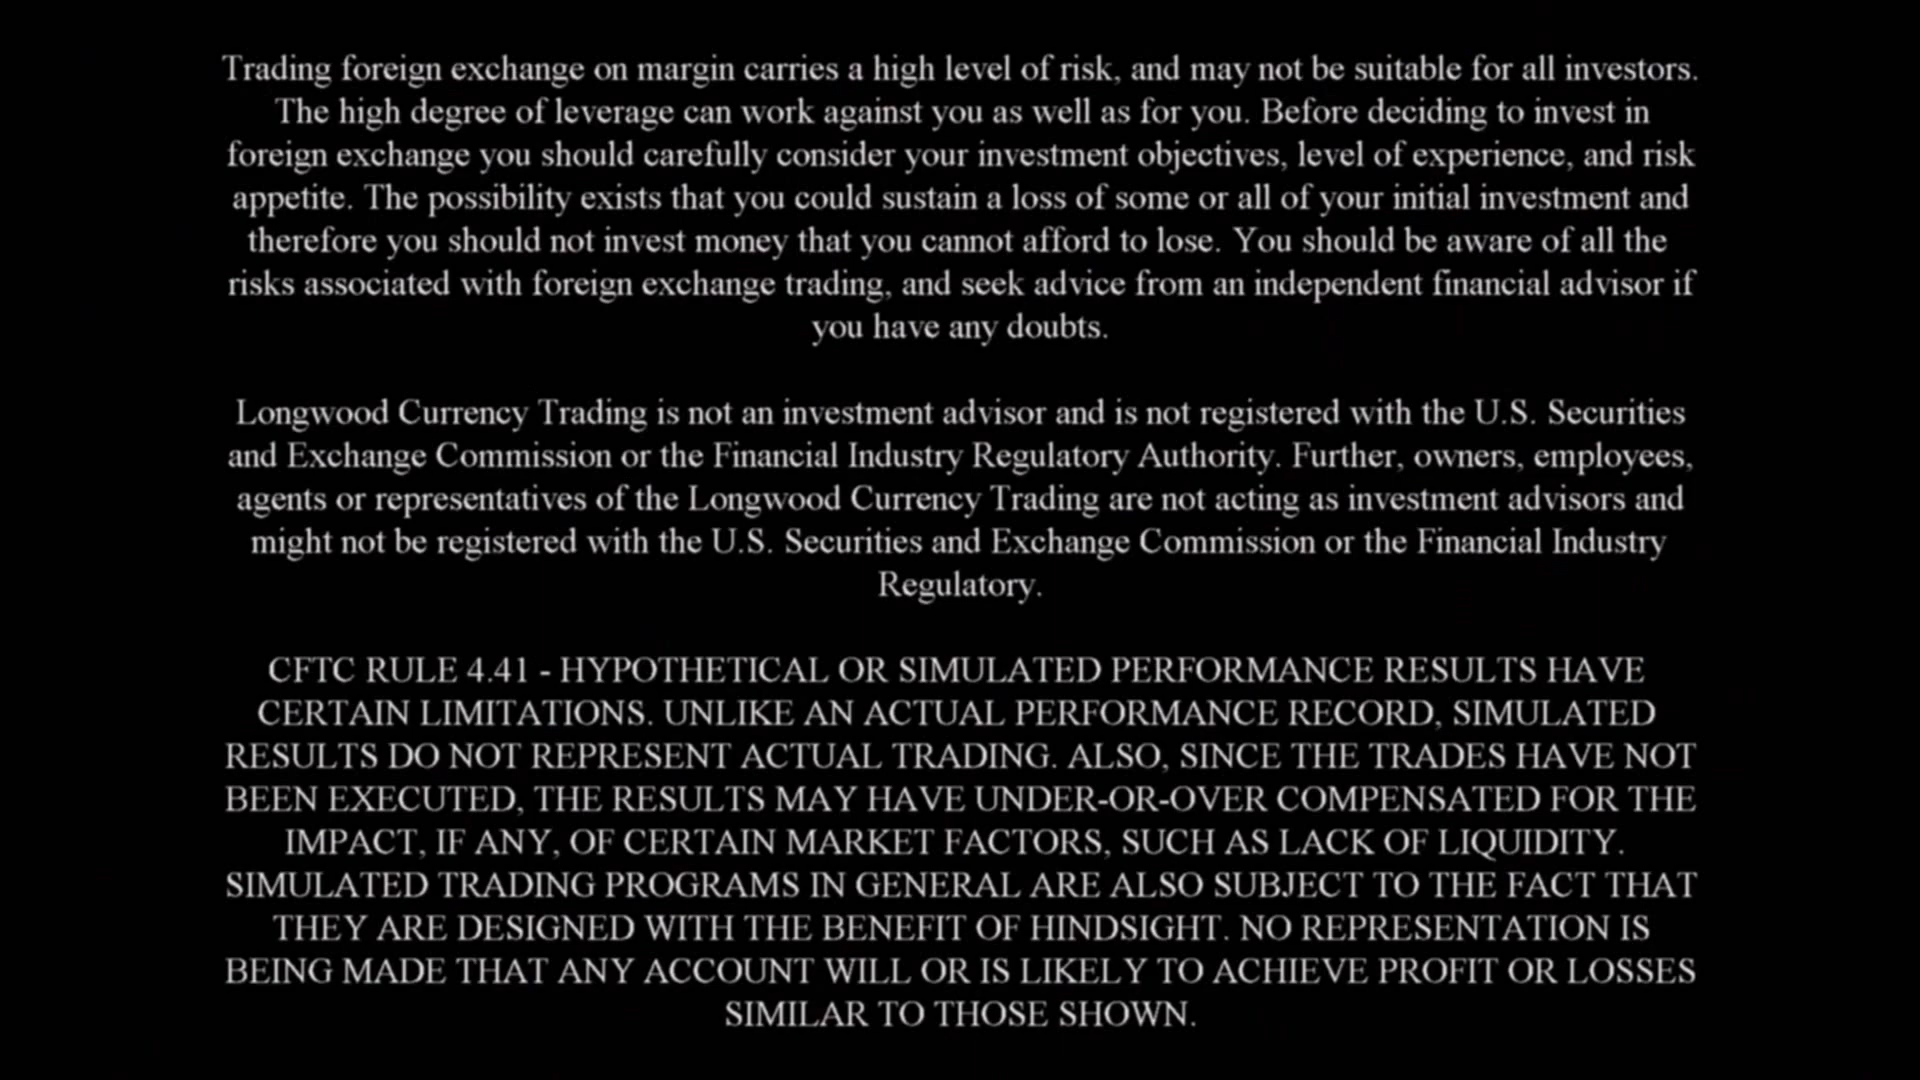 Trading foreign exchange on margin carries a high level of risk, and may not be suitable for all investors.
The high degree of leverage can work against you as well as for you. Before deciding to invest in
foreign exchange you should carefully consider your investment objectives, level of experience, and risk
appetite. The possibility exists that you could sustain a loss of some or all of your initial investment and
therefore you should not invest money that you cannot afford to lose. You should be aware of all the
risks associated with foreign exchange trading, and seek advice from an independent financial advisor if
you have any doubts.
Longwood Currency Trading is not an investment advisor and is not registered with the U.S. Securities
and Exchange Commission or the Financial Industry Regulatory Authority. Further, owners, employees,
agents or representatives of the Longwood Currency Trading are not acting as investment advisors and
might not be registered with the U.S. Securities and Exchange Commission or the Financial Industry
Regulatory.
CFTC RULE 4.41 - HYPOTHETICAL OR SIMULATED PERFORMANCE RESULTS HAVE
CERTAIN LIMITATIONS. UNLIKE AN ACTUAL PERFORMANCE RECORD, SIMULATED
RESULTS DO NOT REPRESENT ACTUAL TRADING. ALSO, SINCE THE TRADES HAVE NOT
BEEN EXECUTED, THE RESULTS MAY HAVE UNDER-OR-OVER COMPENSATED FOR THE
IMPACT, IF ANY, OF CERTAIN MARKET FACTORS, SUCH AS LACK OF LIQUIDITY.
SIMULATED TRADING PROGRAMS IN GENERAL ARE ALSO SUBJECT TO THE FACT THAT
THEY ARE DESIGNED WITH THE BENEFIT OF HINDSIGHT. NO REPRESENTATION IS
BEING MADE THAT ANY ACCOUNT WILL OR IS LIKELY TO ACHIEVE PROFIT OR LOSSES
SIMILAR TO THOSE SHOWN.